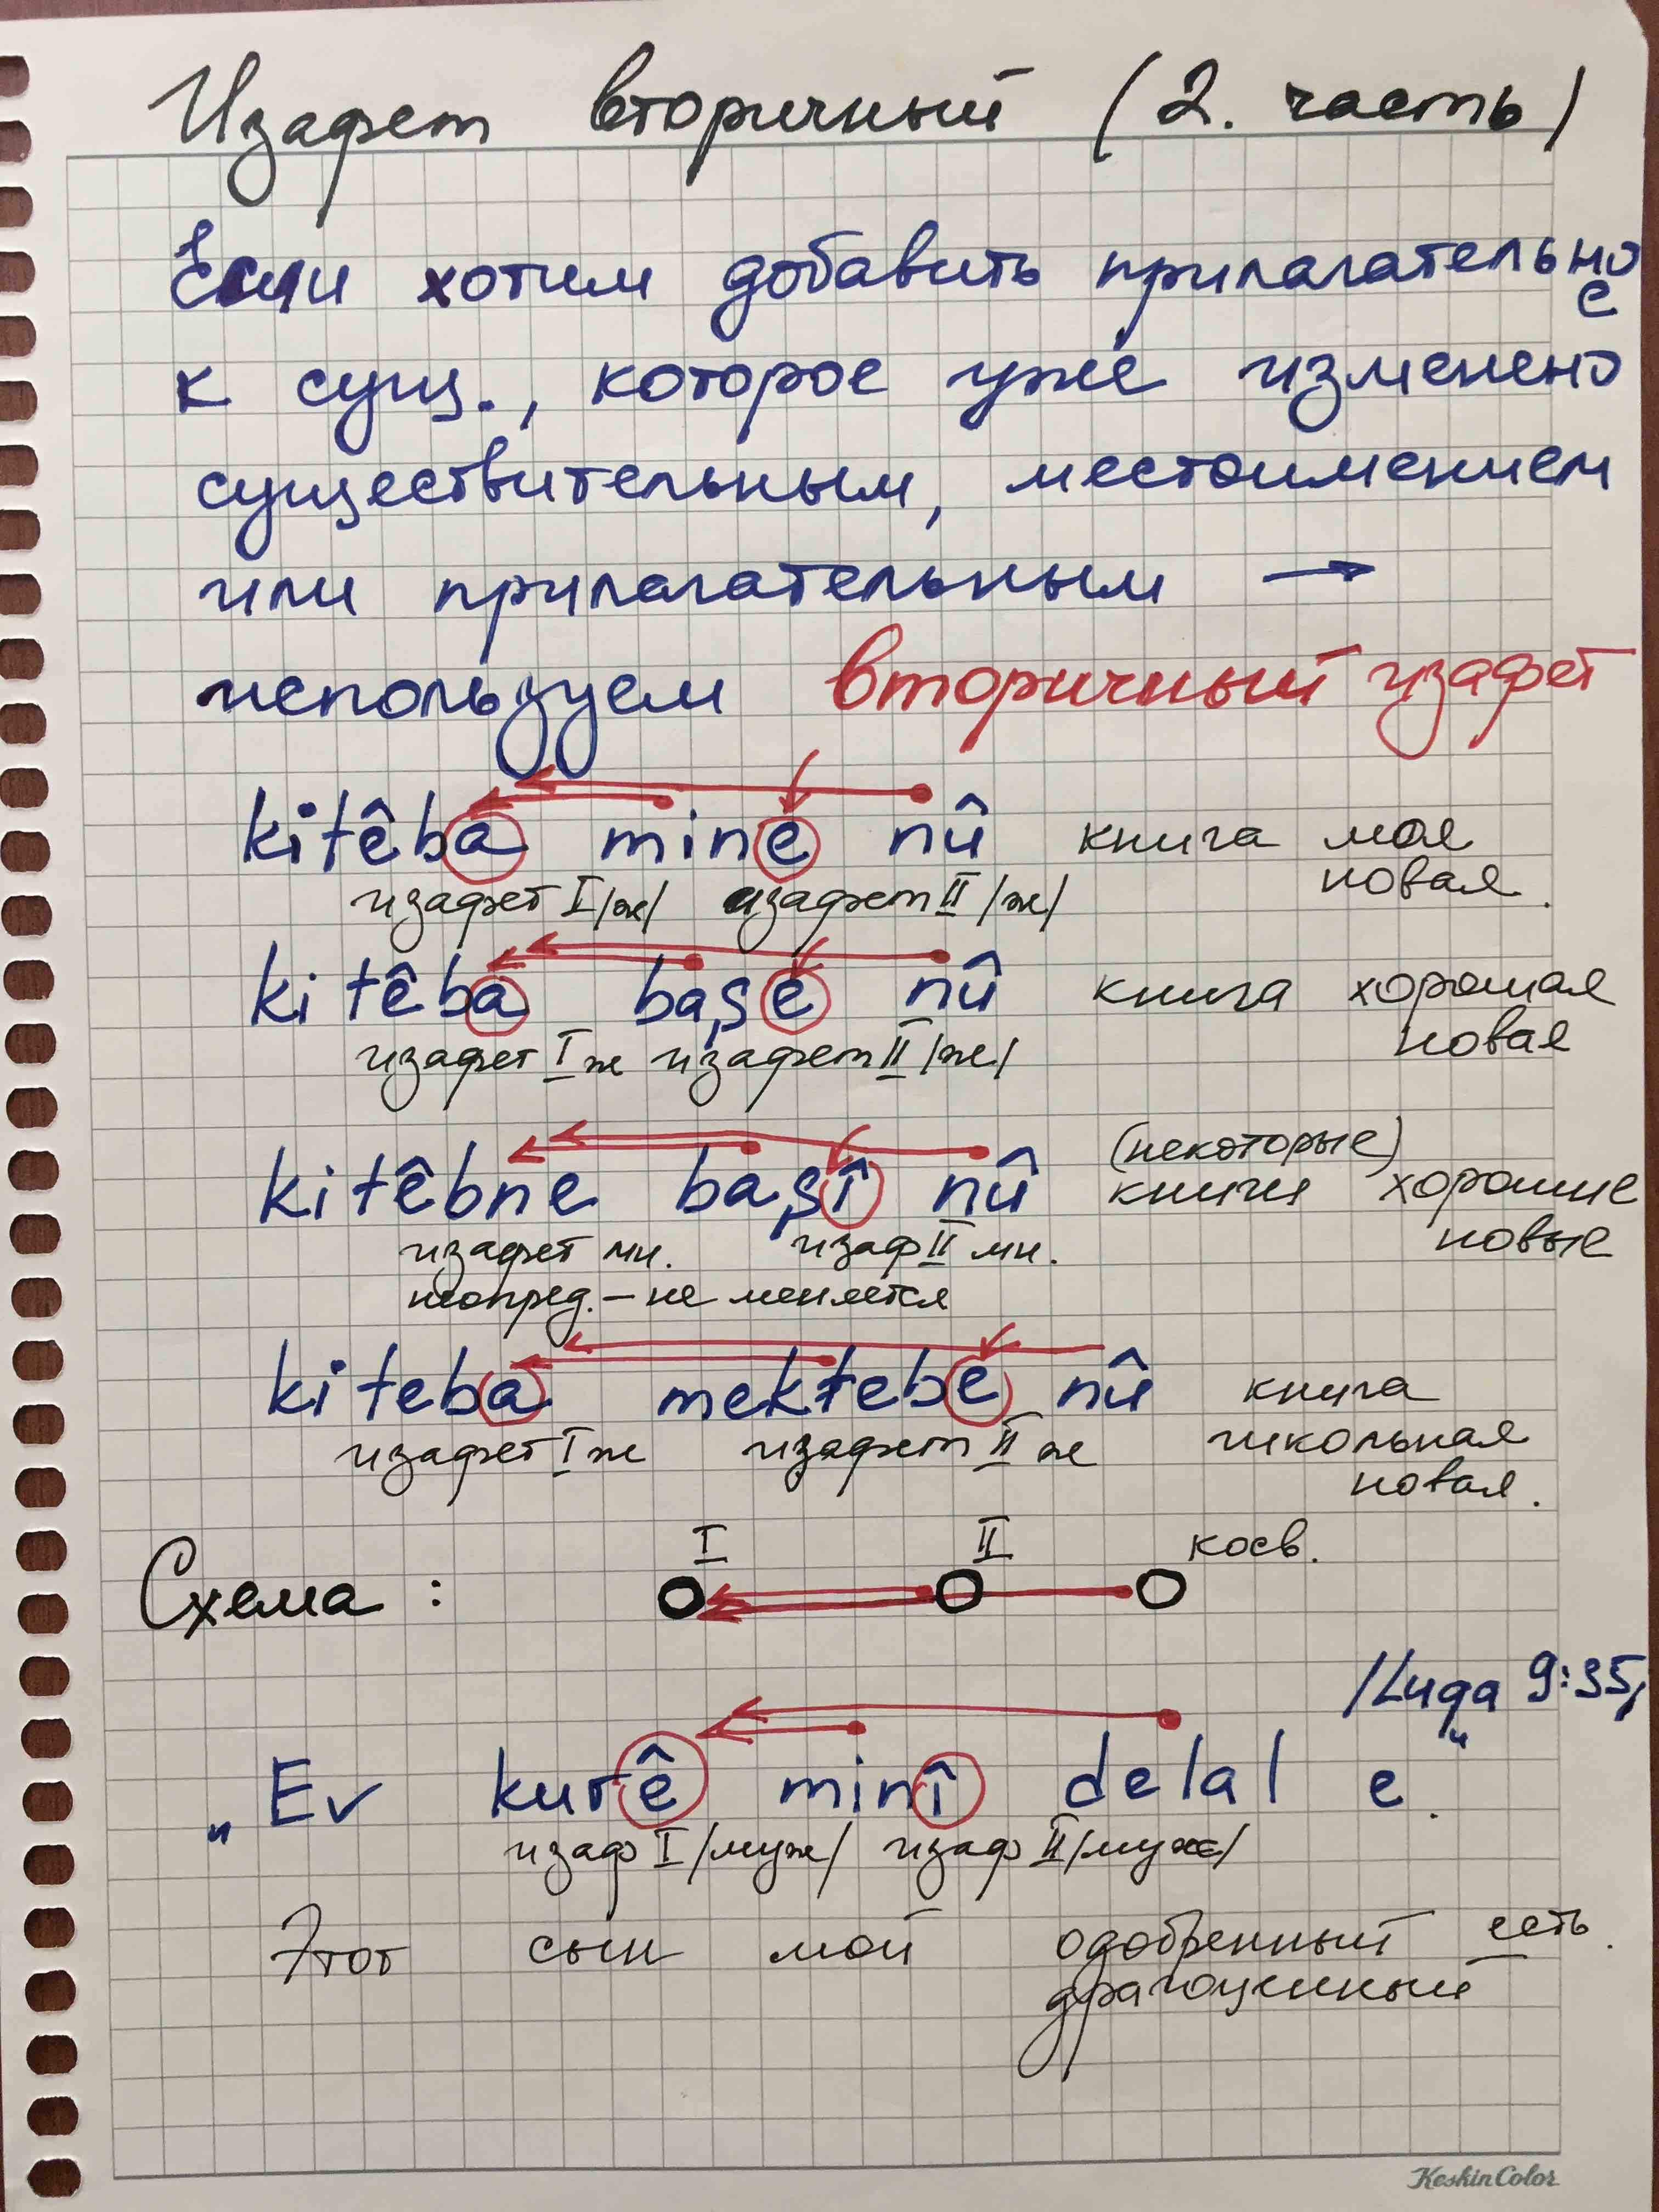 Изафет вторичный (2. часть)
Если хотим добавить прилагательное
к сущ., которое уже изменено
существительным, местоимением
или прилагательным →
используем вторичный изафет
kitêba mine nû книга моя
новая.
изафет I /ж/ изафет II /ж/
kitêba başe nû книга хорошая
новая
изафет I ж изафет II /ж/
(некоторые)
kitêbne başî nû книги хорошие
новые
изафет мн. изаф II мн.
неопред. – не меняется
kiteba mektebe nû книга
изафет I ж изафет II ж школьная
новая.
I II косв.
Схема:
/Luqa 9:35/
„Ev kurê minî delal e."
изаф I /муж/ изаф II /муж/
Этот сын мой одобренный есть.
драгоценный
KeskinColor